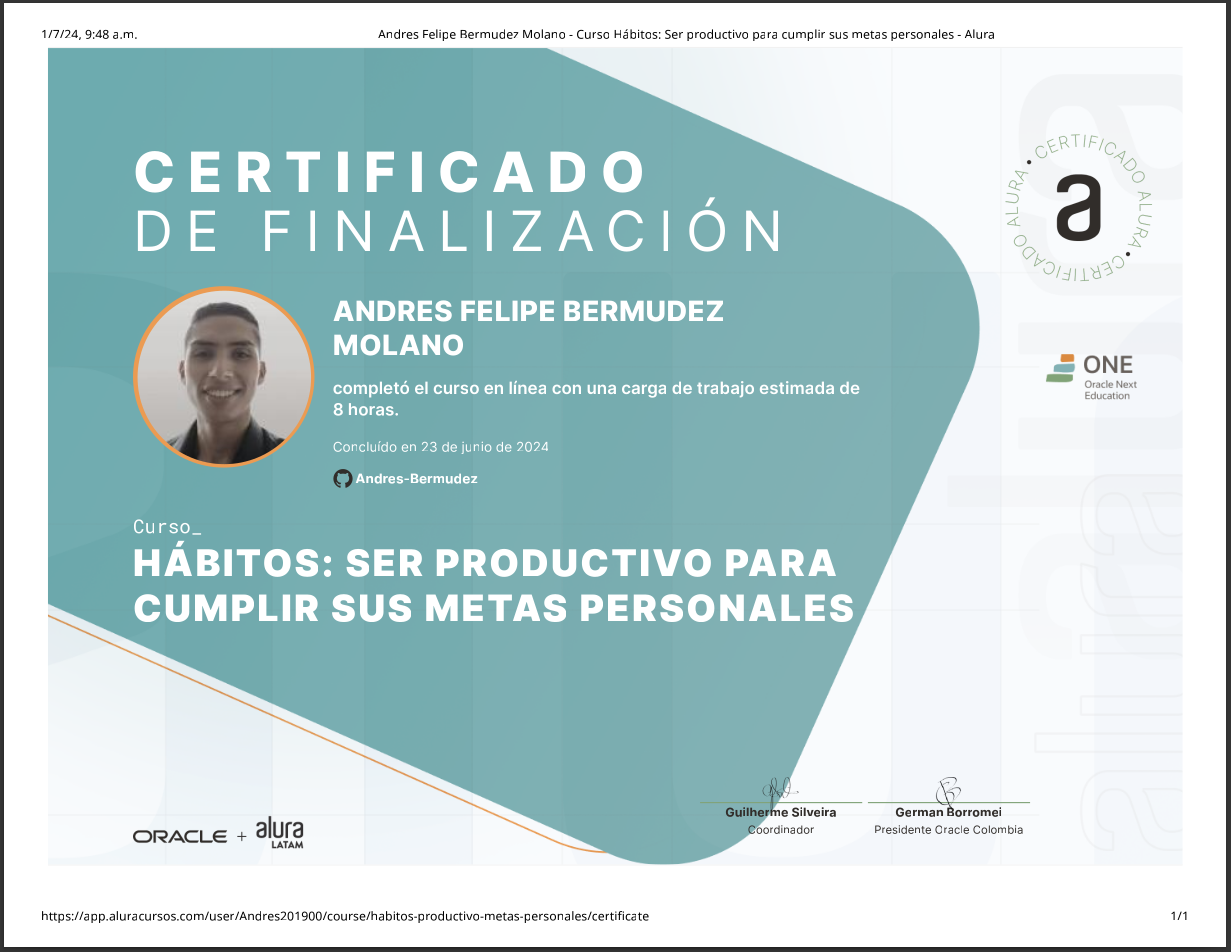 1/7/24, 9:48 a.m.
Andres Felipe Bermudez Molano - Curso Hábitos: Ser productivo para cumplir sus metas personales - Alura
CERTIFICADO
DE FINALIZACIÓN
• CERTIFICADO ALURA • CERTIFICADO ALURA
a
ANDRES FELIPE BERMUDEZ
MOLANO
completó el curso en línea con una carga de trabajo estimada de
8 horas.
Concluído en 23 de junio de 2024
Andres-Bermudez
ONE
Oracle Next
Education
Curso_
HÁBITOS: SER PRODUCTIVO PARA
CUMPLIR SUS METAS PERSONALES
alura
alura
Guilherme Silveira
Coordinador
German Borromei
Presidente Oracle Colombia
ORACLE + alura
LATAM
https://app.aluracursos.com/user/Andres201900/course/habitos-productivo-metas-personales/certificate
1/1